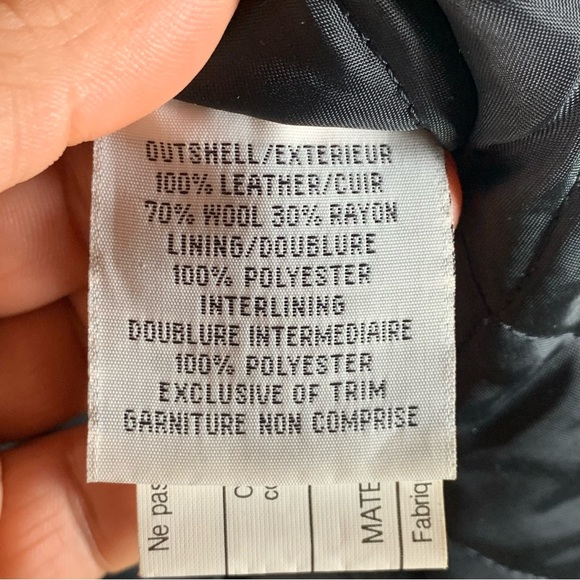 OUTSHELL/EXTERIEUR
100% LEATHER/CUIR
70% WOOL 30% RAYON
LINING/DOUBLURE
100% POLYESTER
INTERLINING
DOUBLURE INTERMEDIAIRE
100% POLYESTER
EXCLUSIVE OF TRIM
GARNITURE NON COMPRISE
Ne pas
MATE
Fabriq